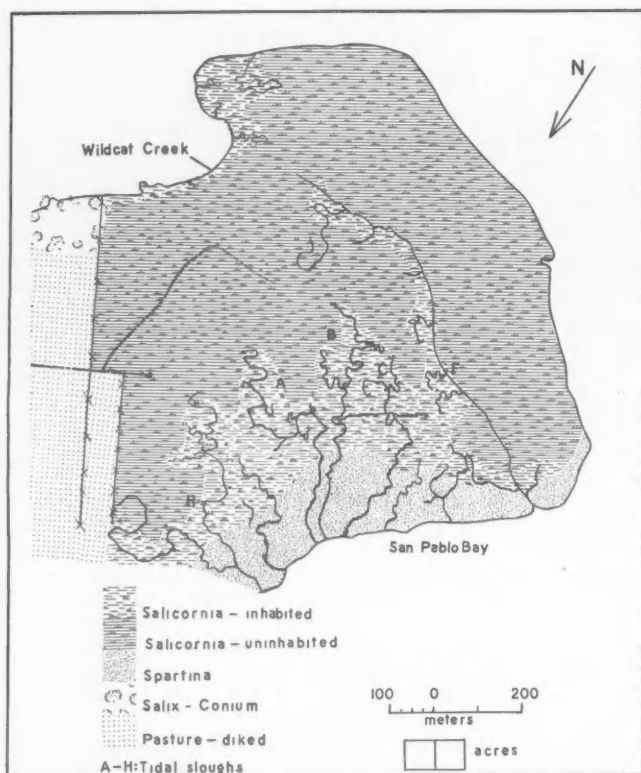 N
Wildcat Creek
B
F
A
C
H
San Pablo Bay
Salicornia – inhabited
Salicornia – uninhabited
Spartina
Salix - Conium
Pasture – diked
A-H: Tidal sloughs
100 0 200
meters
acres